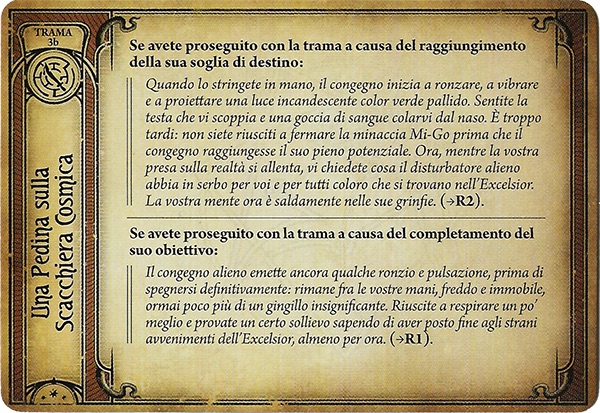 TRAMA
3b
Una Pedina sulla
Scacchiera Cosmica
Se avete proseguito con la trama a causa del raggiungimento
della sua soglia di destino:
Quando lo stringete in mano, il congegno inizia a ronzare, a vibrare
e a proiettare una luce incandescente color verde pallido. Sentite la
testa che vi scoppia e una goccia di sangue colarvi dal naso. È troppo
tardi: non siete riusciti a fermare la minaccia Mi-Go prima che il
congegno raggiungesse il suo pieno potenziale. Ora, mentre la vostra
presa sulla realtà si allenta, vi chiedete cosa il disturbatore alieno
abbia in serbo per voi e per tutti coloro che si trovano nell'Excelsior.
La vostra mente ora è saldamente nelle sue grinfie. (→R2).
Se avete proseguito con la trama a causa del completamento del
suo obiettivo:
Il congegno alieno emette ancora qualche ronzio e pulsazione, prima di
spegnersi definitivamente: rimane fra le vostre mani, freddo e immobile,
ormai poco più di un gingillo insignificante. Riuscite a respirare un po'
meglio e provate un certo sollievo sapendo di aver posto fine agli strani
avvenimenti dell'Excelsior, almeno per ora. (→R1).